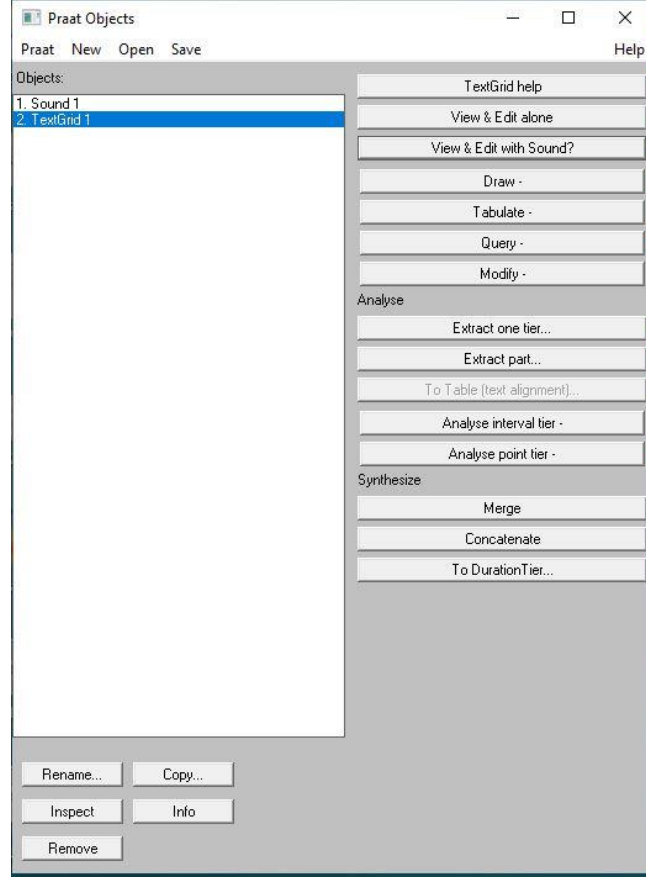 Praat Objects
Praat New Open Save Help
Objects:
1. Sound 1
2. TextGrid 1
TextGrid help
View & Edit alone
View & Edit with Sound?
Draw -
Tabulate -
Query -
Modify -
Analyse
Extract one tier...
Extract part...
To Table (text alignment)...
Analyse interval tier -
Analyse point tier -
Synthesize
Merge
Concatenate
To DurationTier...
Rename... Copy...
Inspect Info
Remove